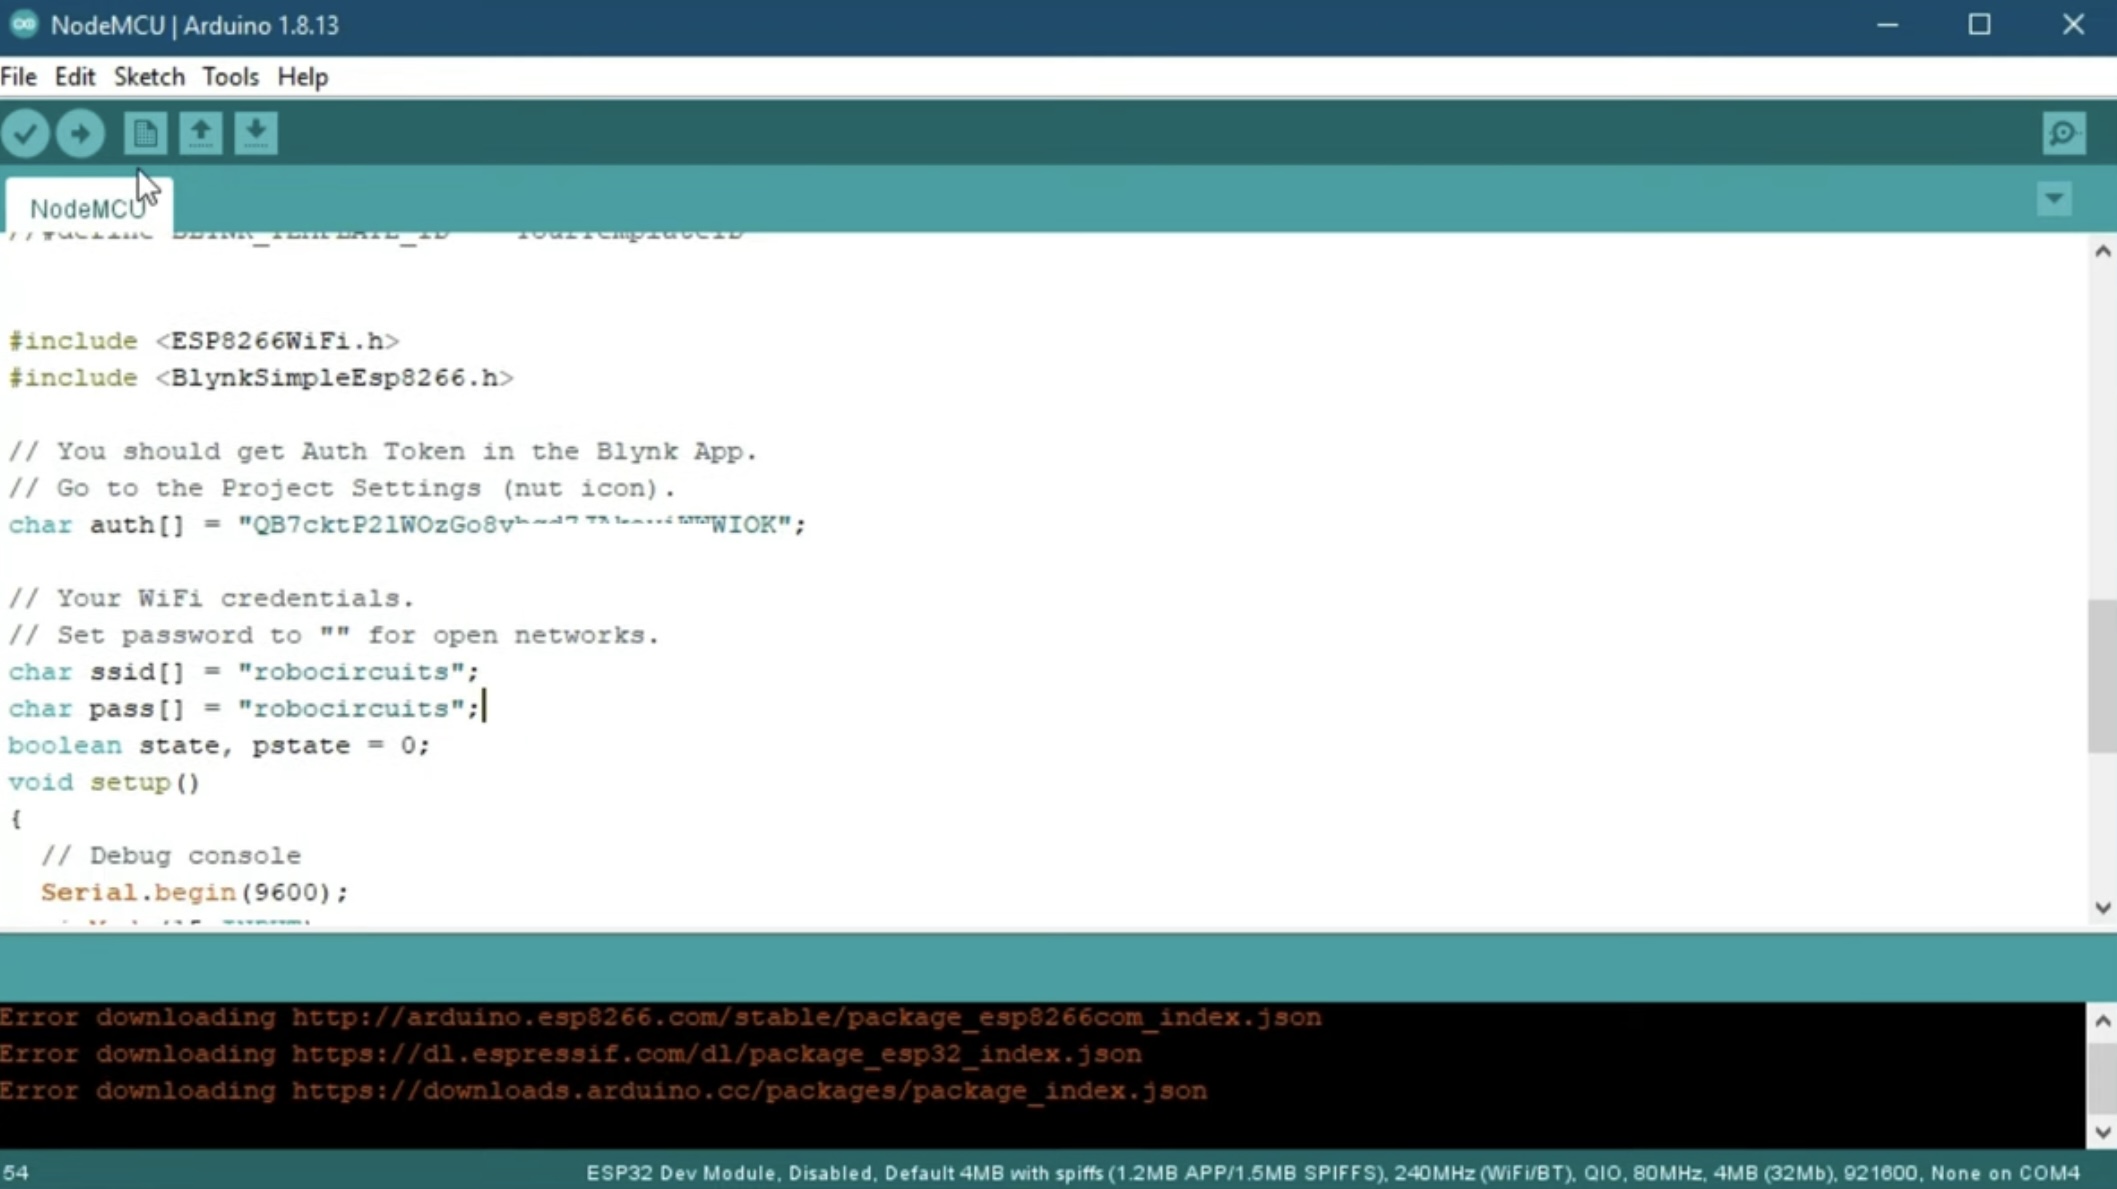 NodeMCU | Arduino 1.8.13
File Edit Sketch Tools Help
NodeMCU
#include <ESP8266WiFi.h>
#include <BlynkSimpleEsp8266.h>
// You should get Auth Token in the Blynk App.
// Go to the Project Settings (nut icon).
char auth[] =
// Your WiFi credentials.
// Set password to "" for open networks.
char ssid[] = "robocircuits";
char pass[] = "robocircuits";
boolean state, pstate = 0;
void setup()
{
// Debug console
Serial.begin(9600);
Error downloading http://arduino.esp8266.com/stable/package_esp8266com_index.json
Error downloading https://dl.espressif.com/dl/package_esp32_index.json
Error downloading https://downloads.arduino.cc/packages/package_index.json
54 ESP32 Dev Module, Disabled, Default 4MB with spiffs (1.2MB APP/1.5MB SPIFFS), 240MHz (WiFi/BT), QIO, 80MHz, 4MB (32Mb), 921600, None on COM4